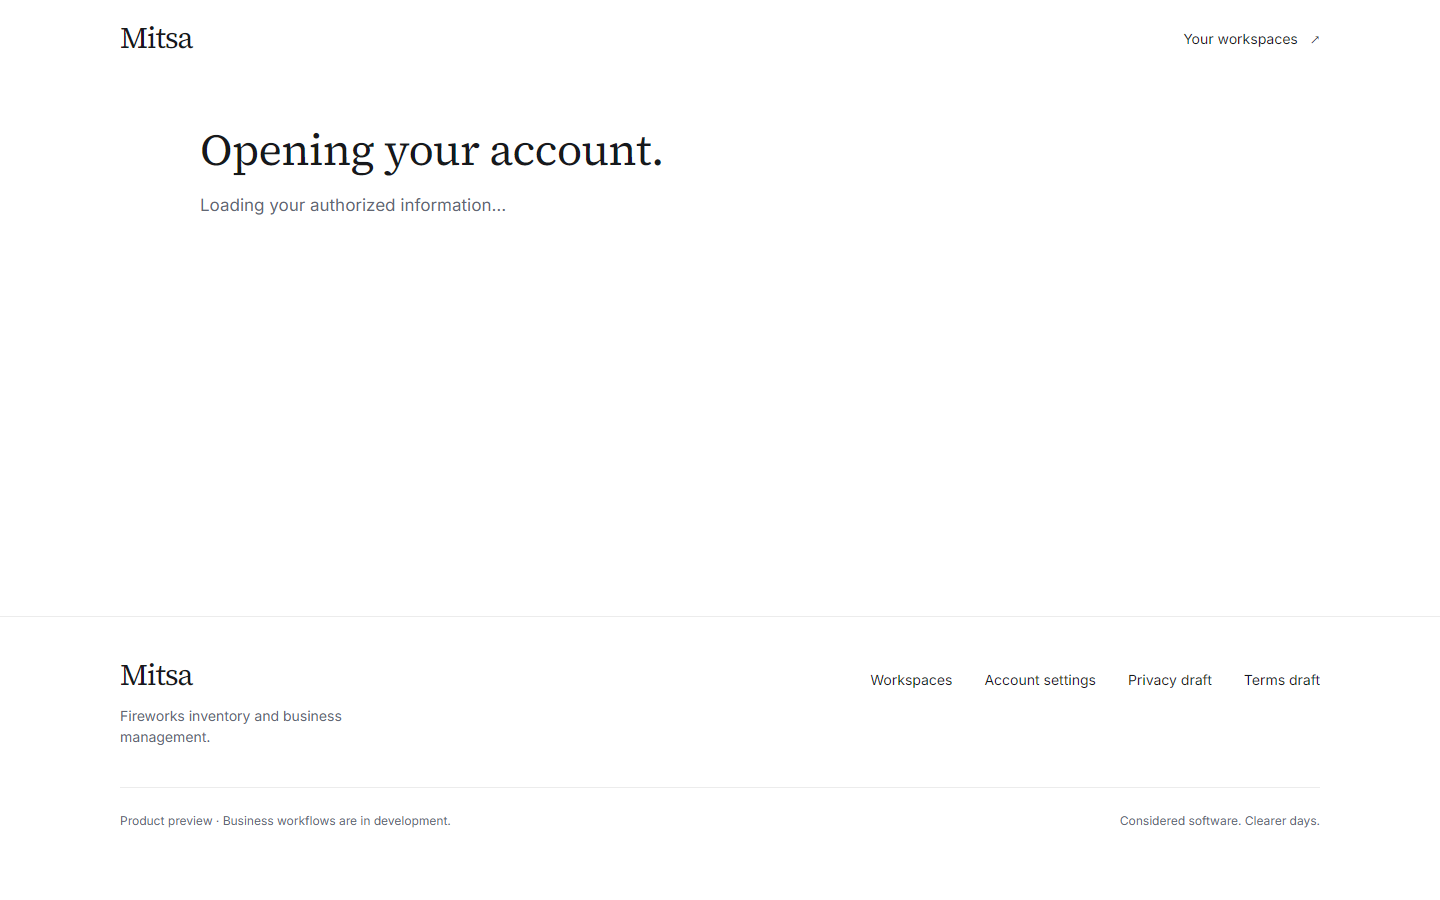 Mitsa
Your workspaces ↗
Opening your account.
Loading your authorized information...
Mitsa
Workspaces Account settings Privacy draft Terms draft
Fireworks inventory and business
management.
Product preview · Business workflows are in development.
Considered software. Clearer days.